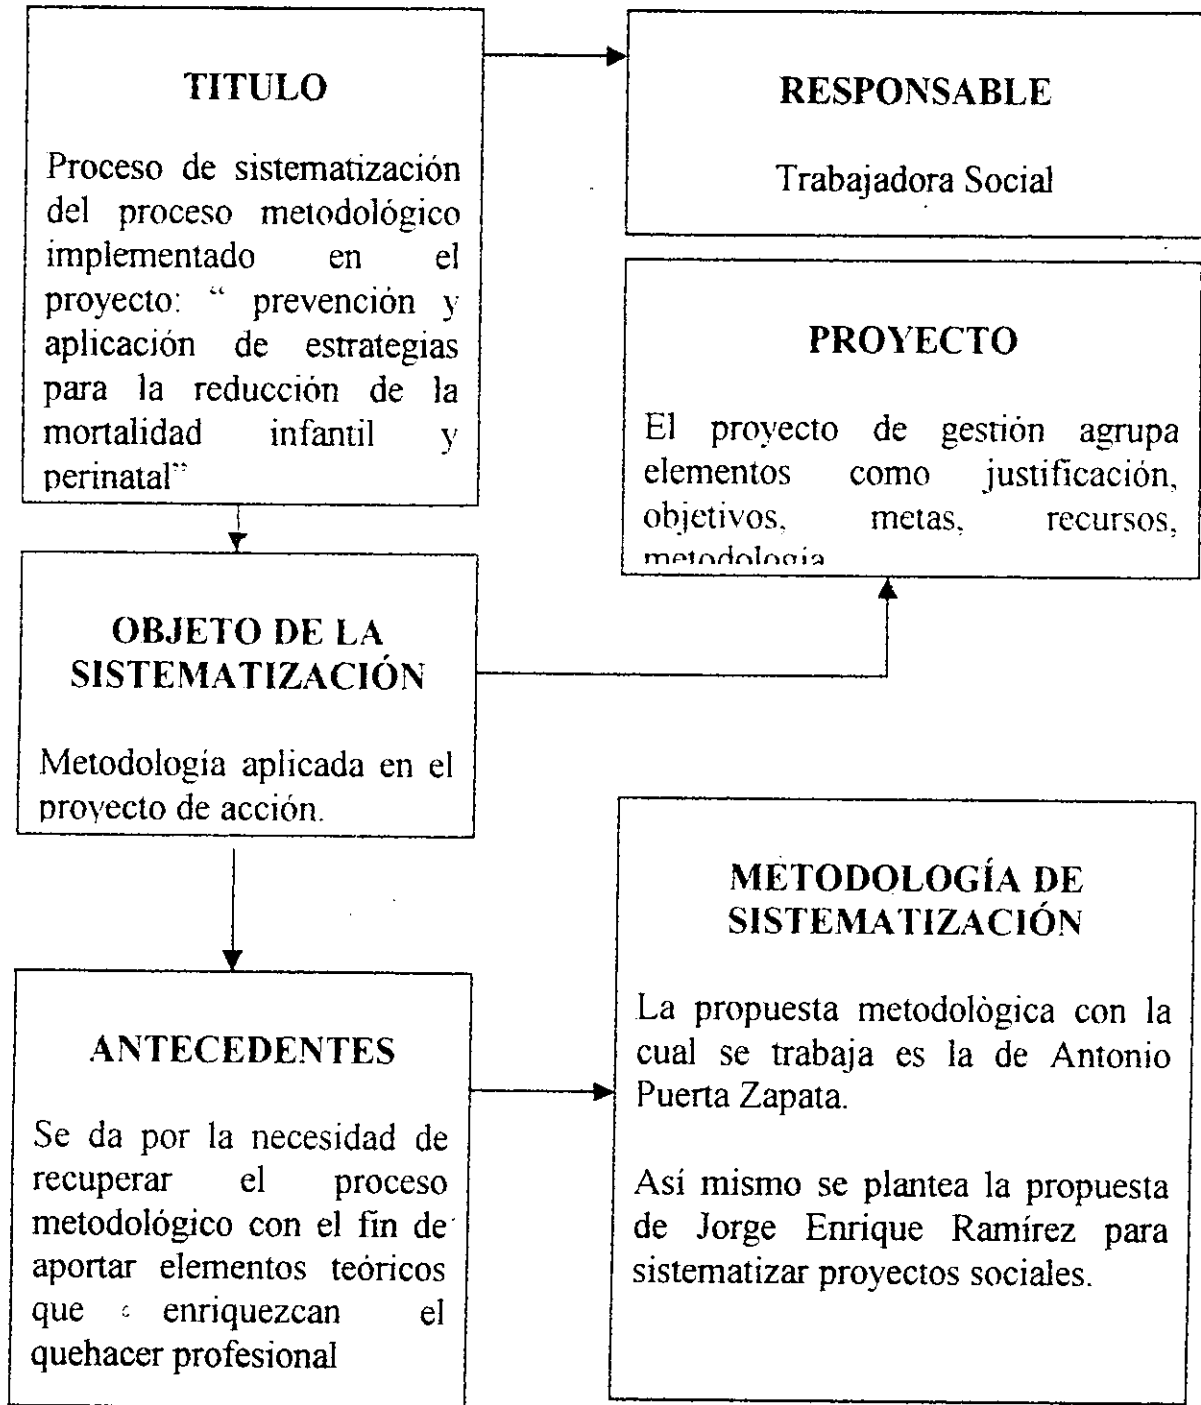 TITULO
Proceso de sistematización
del proceso metodológico
implementado en el
proyecto: “ prevención y
aplicación de estrategias
para la reducción de la
mortalidad infantil y
perinatal”
RESPONSABLE
Trabajadora Social
PROYECTO
El proyecto de gestión agrupa
elementos como justificación,
objetivos, metas, recursos,
metodología
OBJETO DE LA
SISTEMATIZACIÓN
Metodología aplicada en el
proyecto de acción.
ANTECEDENTES
Se da por la necesidad de
recuperar el proceso
metodológico con el fin de
aportar elementos teóricos
que enriquezcan el
quehacer profesional
METODOLOGÍA DE
SISTEMATIZACIÓN
La propuesta metodológica con la
cual se trabaja es la de Antonio
Puerta Zapata.
Así mismo se plantea la propuesta
de Jorge Enrique Ramírez para
sistematizar proyectos sociales.